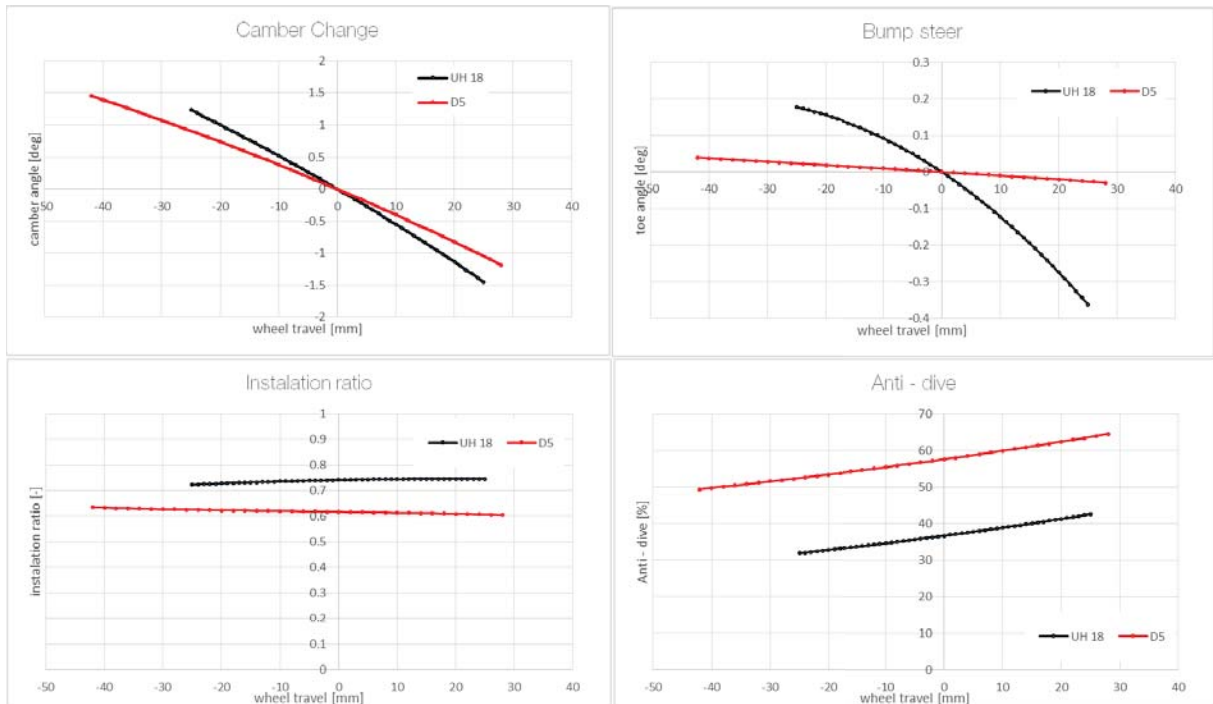 Camber Change
UH 18
D5
camber angle [deg]
2
1.5
1
0.5
0
-0.5
-1
-1.5
-2
-50 -40 -30 -20 -10 0 10 20 30 40
wheel travel [mm]
Bump steer
UH 18 D5
toe angle [deg]
0.3
0.2
0.1
0
-0.1
-0.2
-0.3
-0.4
-50 -40 -30 -20 -10 0 10 20 30 40
wheel travel [mm]
Instalation ratio
UH 18 D5
instalation ratio [-]
1
0.9
0.8
0.7
0.6
0.5
0.4
0.3
0.2
0.1
0
-50 -40 -30 -20 -10 0 10 20 30 40
wheel travel [mm]
Anti - dive
Anti - dive [%]
70
60
50
40
30
20
10
0
UH 18 D5
-50 -40 -30 -20 -10 0 10 20 30 40
wheel travel [mm]